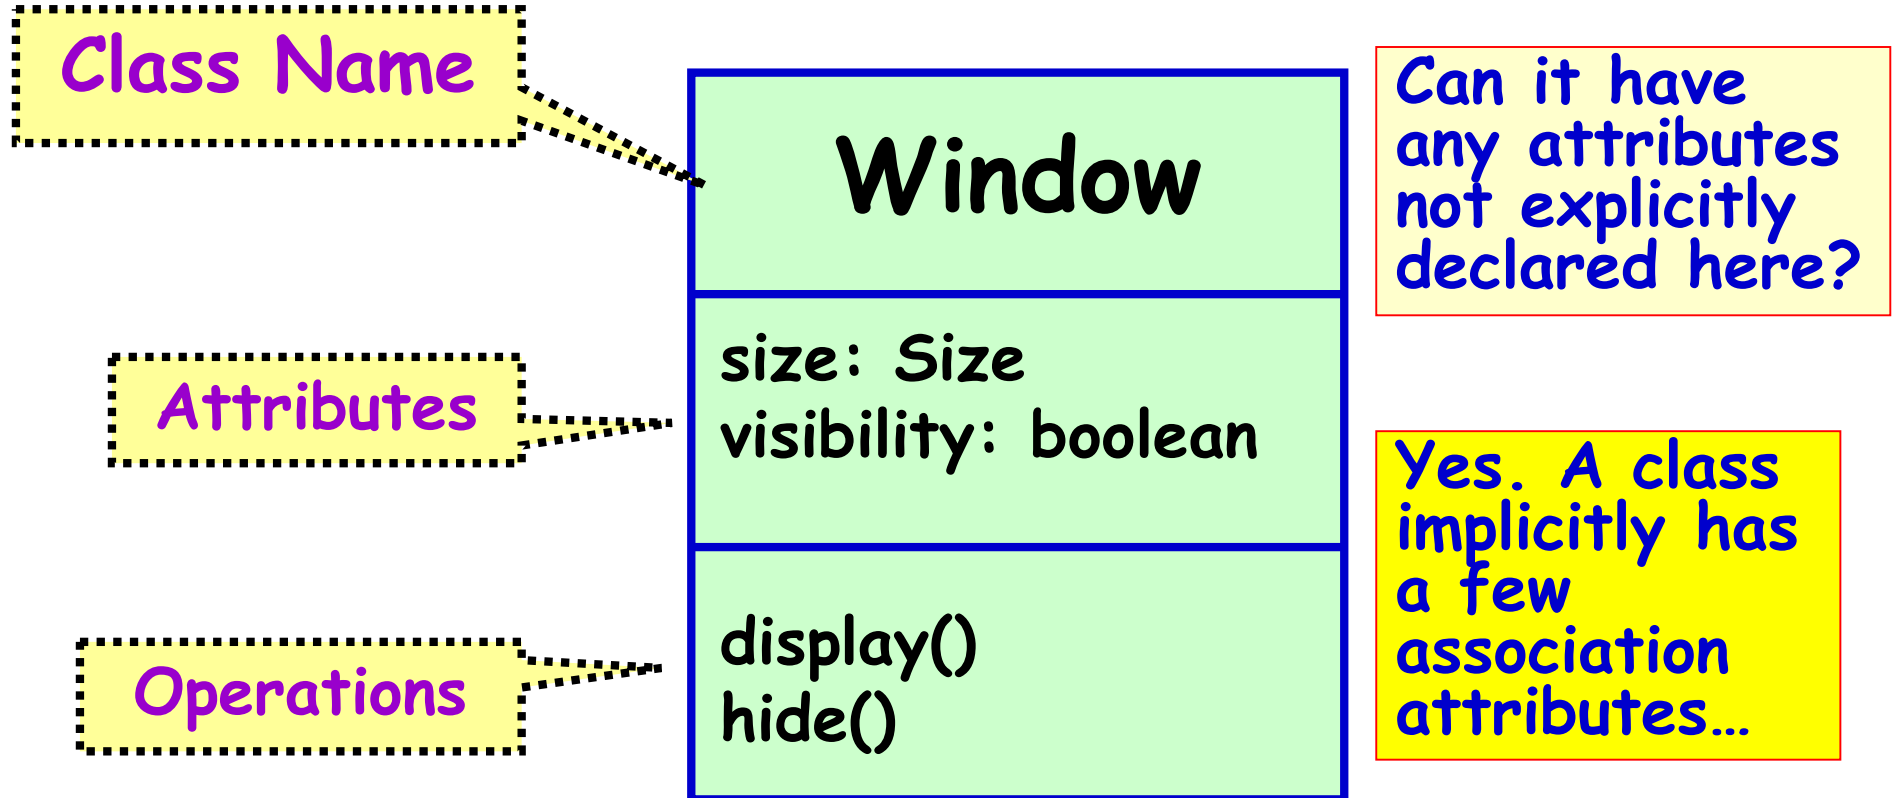 Class Name
Window
Attributes
size: Size
visibility: boolean
Operations
display()
hide()
Can it have
any attributes
not explicitly
declared here?
Yes. A class
implicitly has
a few
association
attributes…